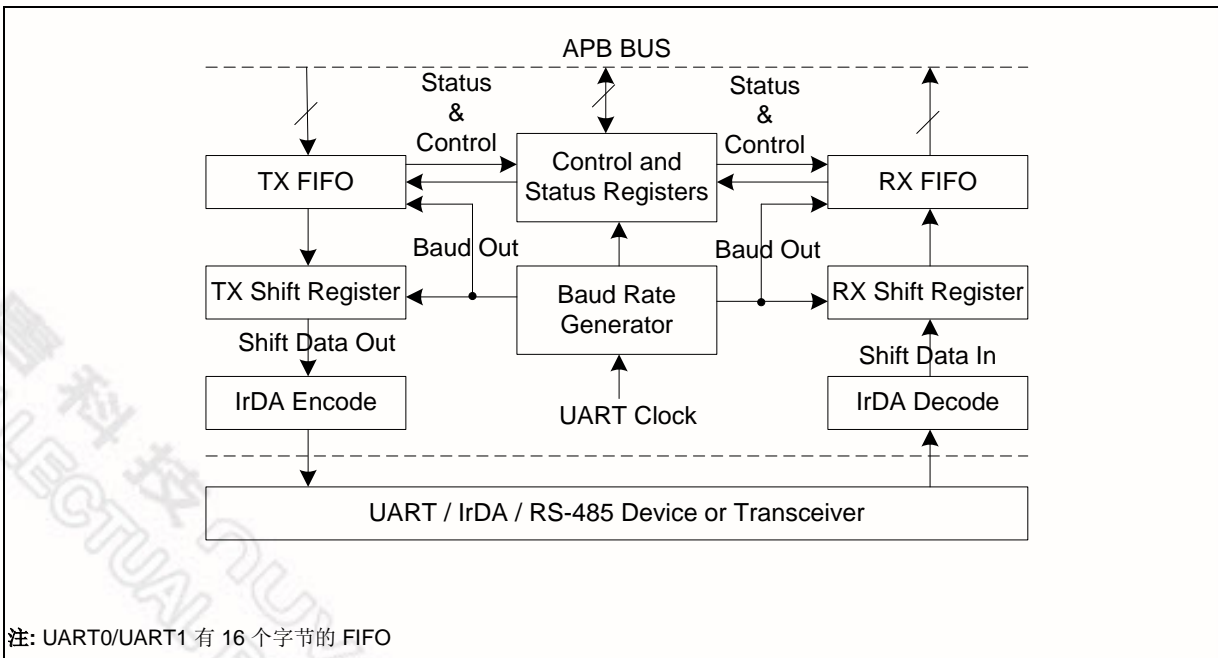 APB BUS
Status
&
Control
Status
&
Control
TX FIFO
Control and
Status Registers
RX FIFO
Baud Out
Baud Out
TX Shift Register
Baud Rate
Generator
RX Shift Register
Shift Data Out
Shift Data In
IrDA Encode
UART Clock
IrDA Decode
UART / IrDA / RS-485 Device or Transceiver
注: UART0/UART1 有 16 个字节的 FIFO